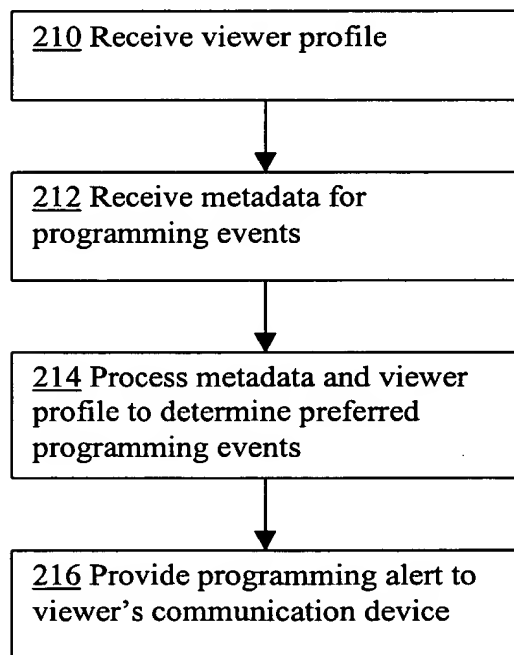 210 Receive viewer profile
212 Receive metadata for
programming events
214 Process metadata and viewer
profile to determine preferred
programming events
216 Provide programming alert to
viewer's communication device